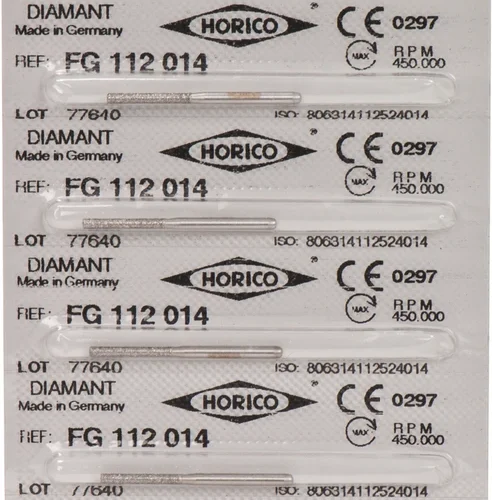 DIAMANT HORICO ® CE 0297
Made in Germany MAX RPM
REF: FG 112 014 450.000
LOT 77640 ISO: 806314112524014
DIAMANT HORICO ® CE 0297
Made in Germany MAX RPM
REF: FG 112 014 450.000
LOT 77640 ISO: 806314112524014
DIAMANT HORICO ® CE 0297
Made in Germany MAX RPM
REF: FG 112 014 450.000
LOT 77640 ISO: 806314112524014
DIAMANT HORICO ® CE 0297
Made in Germany MAX RPM
REF: FG 112 014 450.000
LOT 77640 ISO: 806314112524014